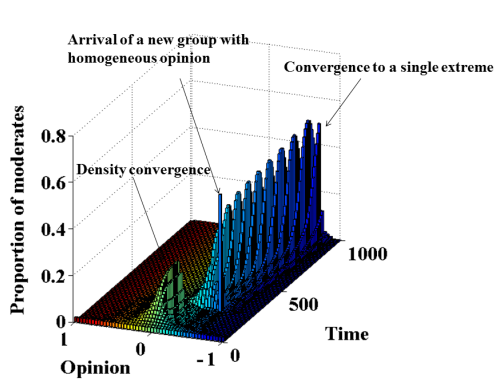 Arrival of a new group with
homogeneous opinion
Convergence to a single extreme
Density convergence
Proportion of moderates
0.8
0.6
0.4
0.2
0
1
0
-1
Opinion
0
500
1000
Time